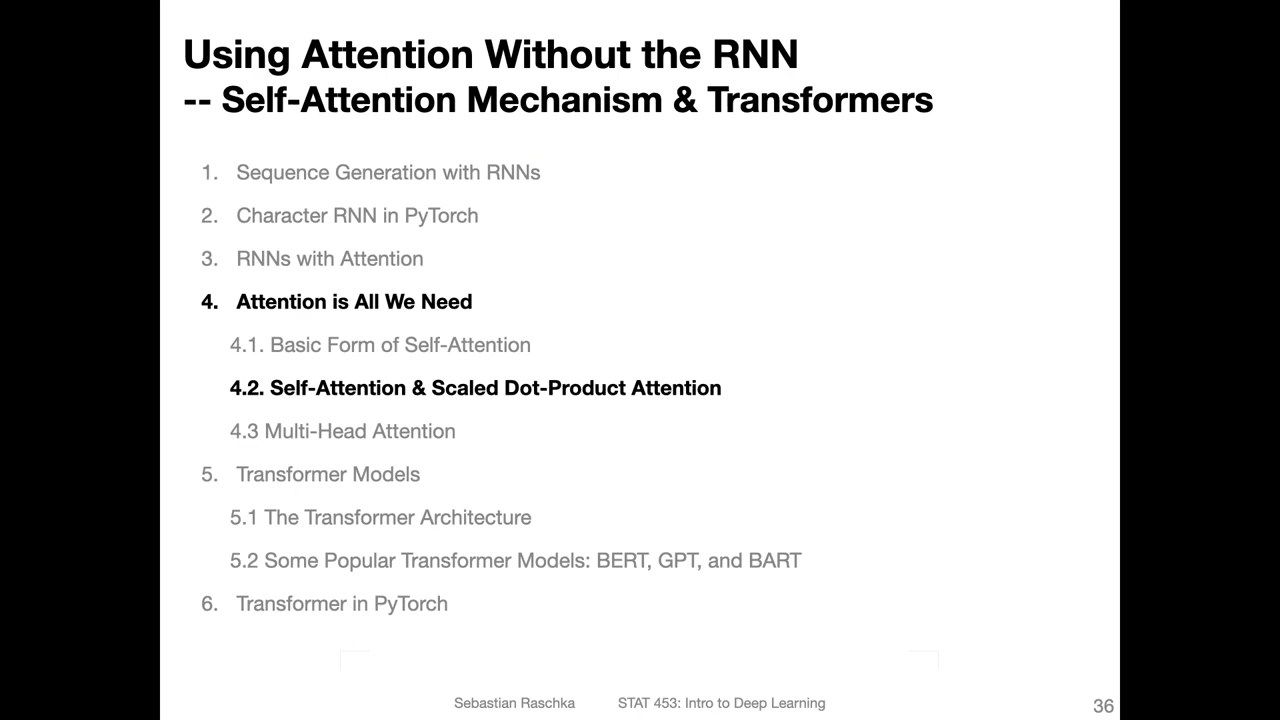 Using Attention Without the RNN
-- Self-Attention Mechanism & Transformers
1. Sequence Generation with RNNs
2. Character RNN in PyTorch
3. RNNs with Attention
4. Attention is All We Need
4.1. Basic Form of Self-Attention
4.2. Self-Attention & Scaled Dot-Product Attention
4.3 Multi-Head Attention
5. Transformer Models
5.1 The Transformer Architecture
5.2 Some Popular Transformer Models: BERT, GPT, and BART
6. Transformer in PyTorch
Sebastian Raschka STAT 453: Intro to Deep Learning 36